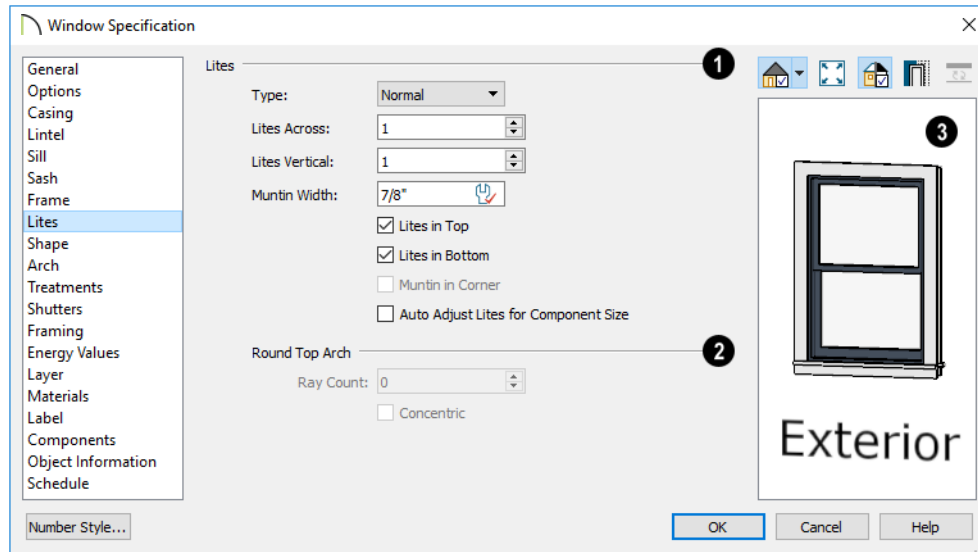 Window Specification
General
Options
Casing
Lintel
Sill
Sash
Frame
Lites
Shape
Arch
Treatments
Shutters
Framing
Energy Values
Layer
Materials
Label
Components
Object Information
Schedule
Number Style...
Lites
1
Type: Normal
Lites Across: 1
Lites Vertical: 1
Muntin Width: 7/8"
Lites in Top
Lites in Bottom
Muntin in Corner
Auto Adjust Lites for Component Size
Round Top Arch
2
Ray Count: 0
Concentric
3
Exterior
OK
Cancel
Help